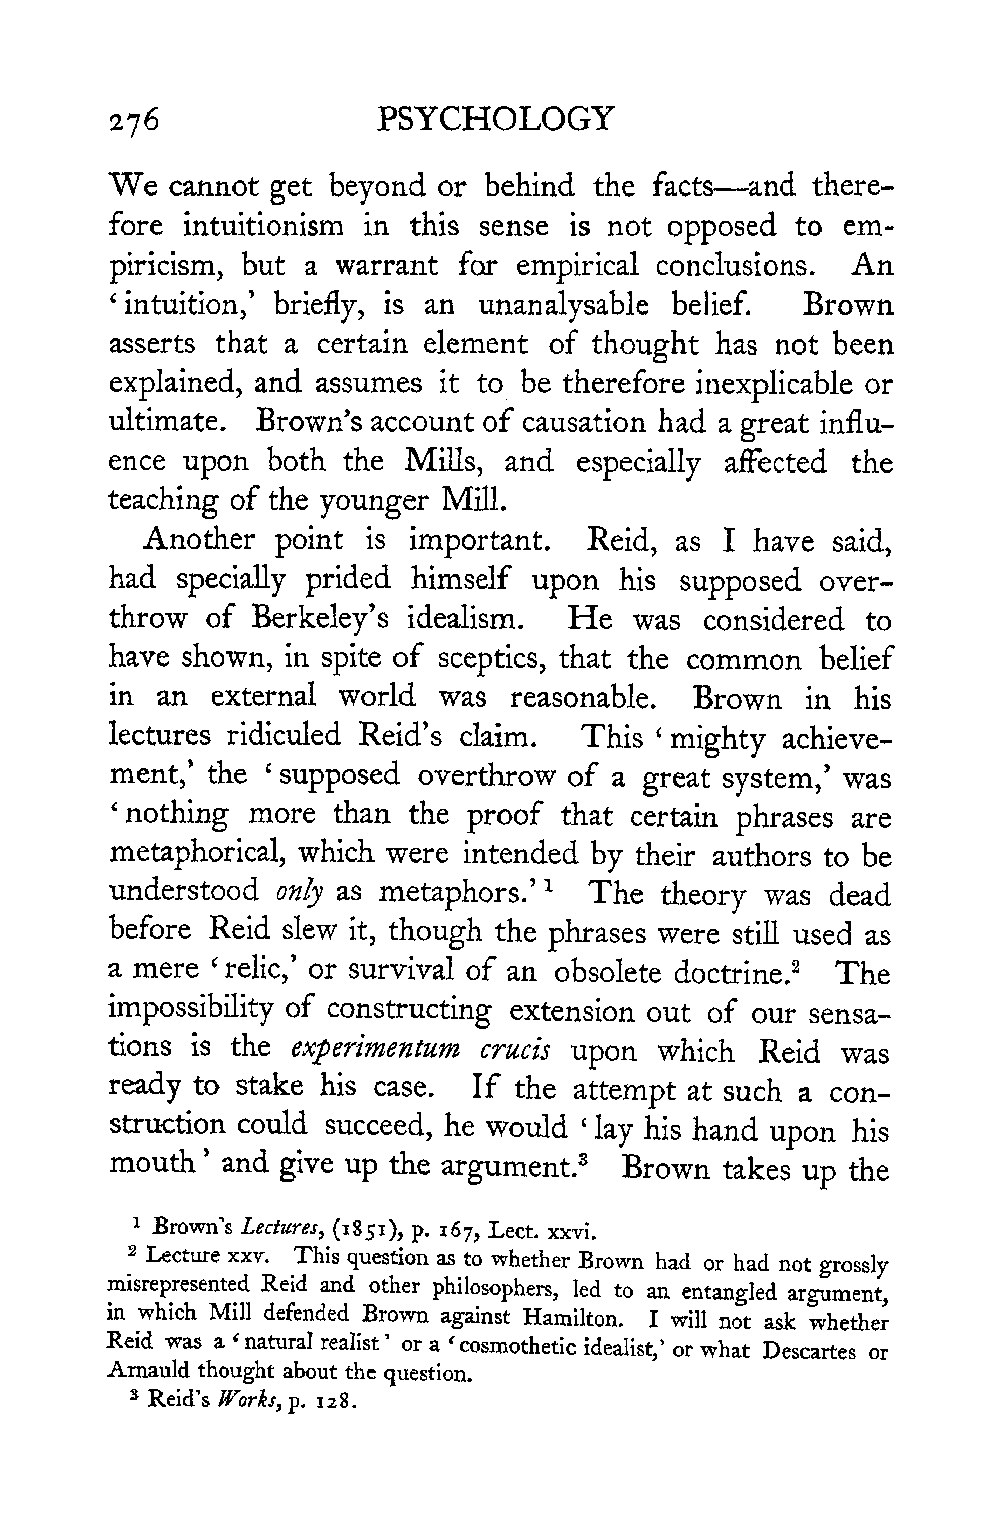 276 PSYCHOLOGY
We cannot get beyond or behind the facts—and there-
fore intuitionism in this sense is not opposed to em-
piricism, but a warrant for empirical conclusions. An
‘intuition,’ briefly, is an unanalysable belief. Brown
asserts that a certain element of thought has not been
explained, and assumes it to be therefore inexplicable or
ultimate. Brown’s account of causation had a great influ-
ence upon both the Mills, and especially affected the
teaching of the younger Mill.
Another point is important. Reid, as I have said,
had specially prided himself upon his supposed over-
throw of Berkeley’s idealism. He was considered to
have shown, in spite of sceptics, that the common belief
in an external world was reasonable. Brown in his
lectures ridiculed Reid’s claim. This ‘mighty achieve-
ment,’ the ‘supposed overthrow of a great system,’ was
‘nothing more than the proof that certain phrases are
metaphorical, which were intended by their authors to be
understood only as metaphors.’ ¹ The theory was dead
before Reid slew it, though the phrases were still used as
a mere ‘relic,’ or survival of an obsolete doctrine.² The
impossibility of constructing extension out of our sensa-
tions is the experimentum crucis upon which Reid was
ready to stake his case. If the attempt at such a con-
struction could succeed, he would ‘lay his hand upon his
mouth’ and give up the argument.³ Brown takes up the
¹ Brown’s Lectures, (1851), p. 167, Lect. xxvi.
² Lecture xxv. This question as to whether Brown had or had not grossly
misrepresented Reid and other philosophers, led to an entangled argument,
in which Mill defended Brown against Hamilton. I will not ask whether
Reid was a ‘natural realist’ or a ‘cosmothetic idealist,’ or what Descartes or
Arnauld thought about the question.
³ Reid’s Works, p. 128.